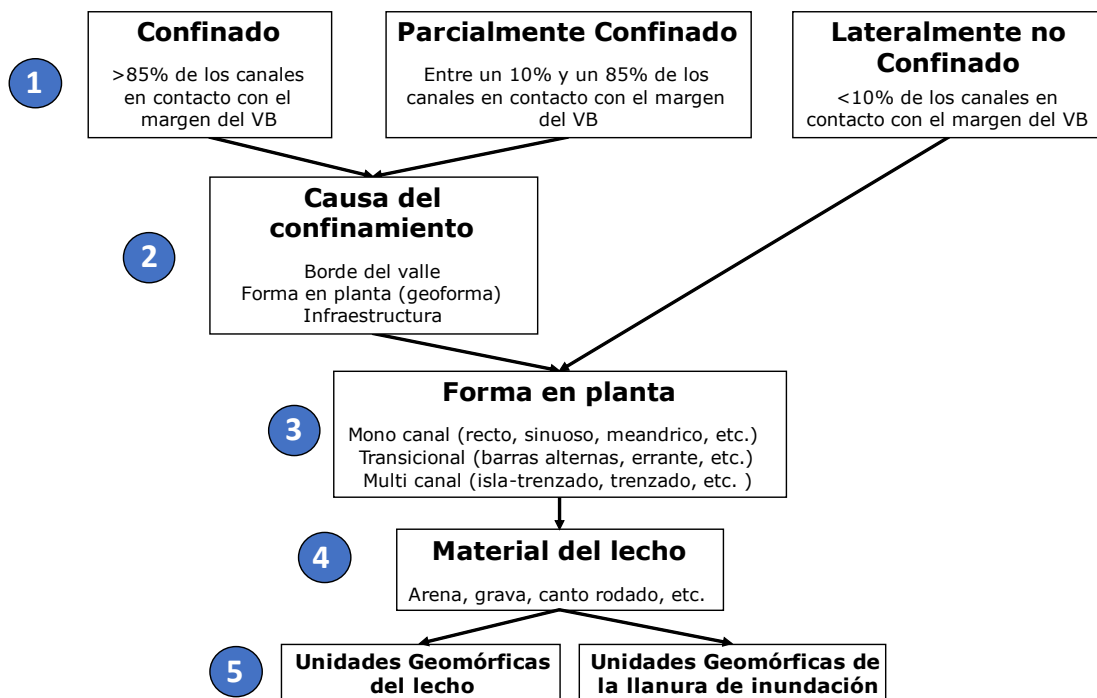 1
Confinado
>85% de los canales
en contacto con el
margen del VB
Parcialmente Confinado
Entre un 10% y un 85% de los
canales en contacto con el margen
del VB
Lateralmente no
Confinado
<10% de los canales en
contacto con el margen del VB
2
Causa del
confinamiento
Borde del valle
Forma en planta (geoforma)
Infraestructura
3
Forma en planta
Mono canal (recto, sinuoso, meandrico, etc.)
Transicional (barras alternas, errante, etc.)
Multi canal (isla-trenzado, trenzado, etc. )
4
Material del lecho
Arena, grava, canto rodado, etc.
5
Unidades Geomórficas
del lecho
Unidades Geomórficas de
la llanura de inundación